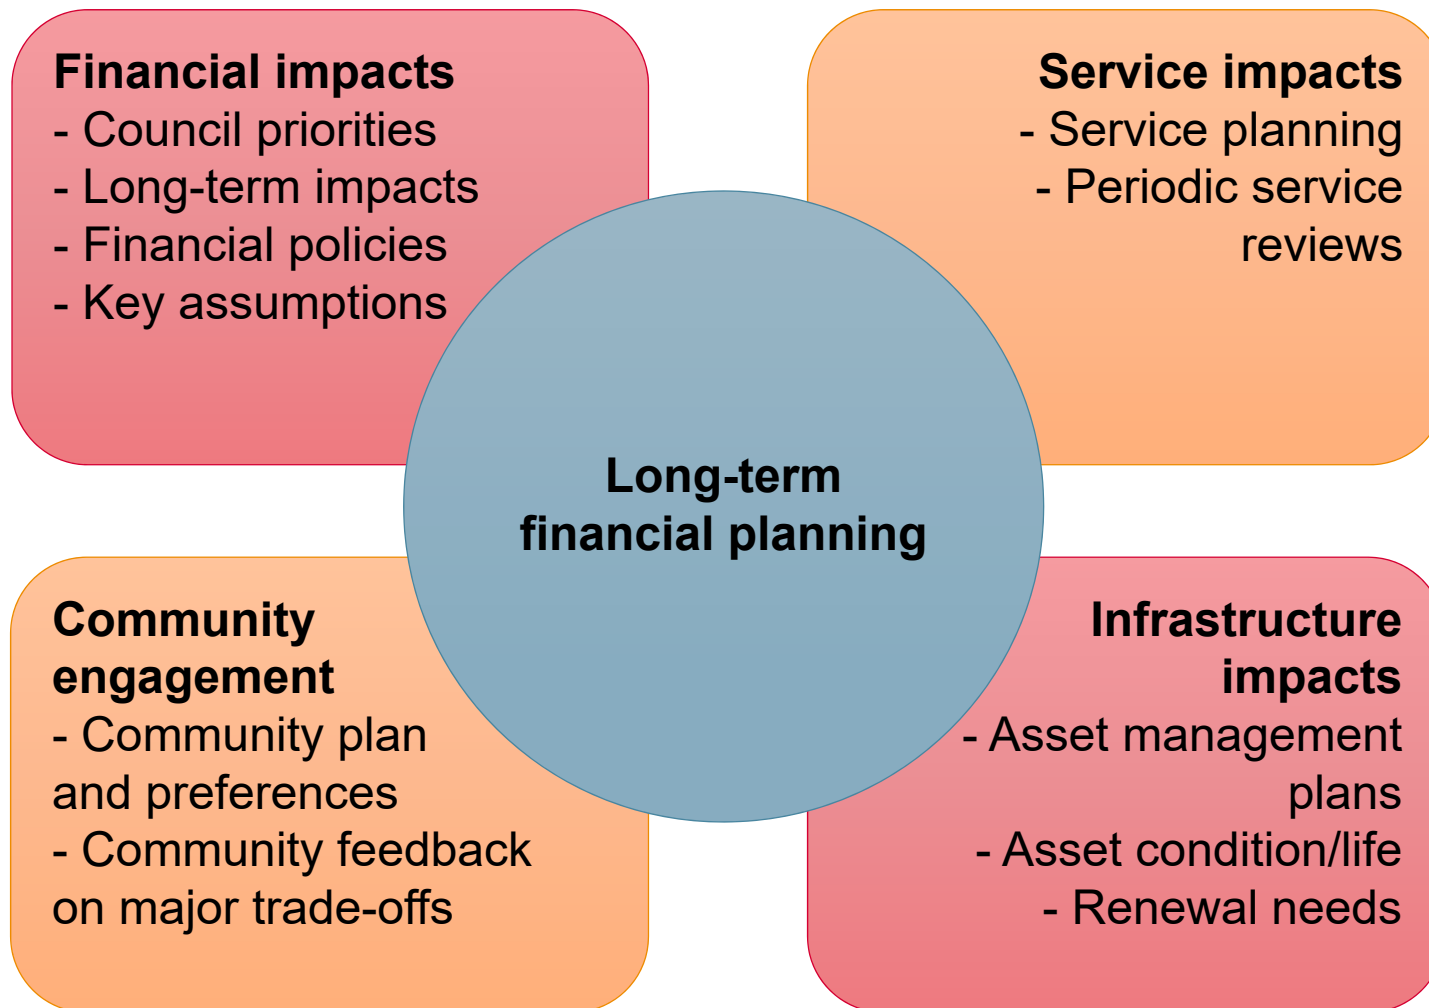 Financial impacts
- Council priorities
- Long-term impacts
- Financial policies
- Key assumptions
Service impacts
- Service planning
- Periodic service
reviews
Long-term
financial planning
Community
engagement
- Community plan
and preferences
- Community feedback
on major trade-offs
Infrastructure
impacts
- Asset management
plans
- Asset condition/life
- Renewal needs